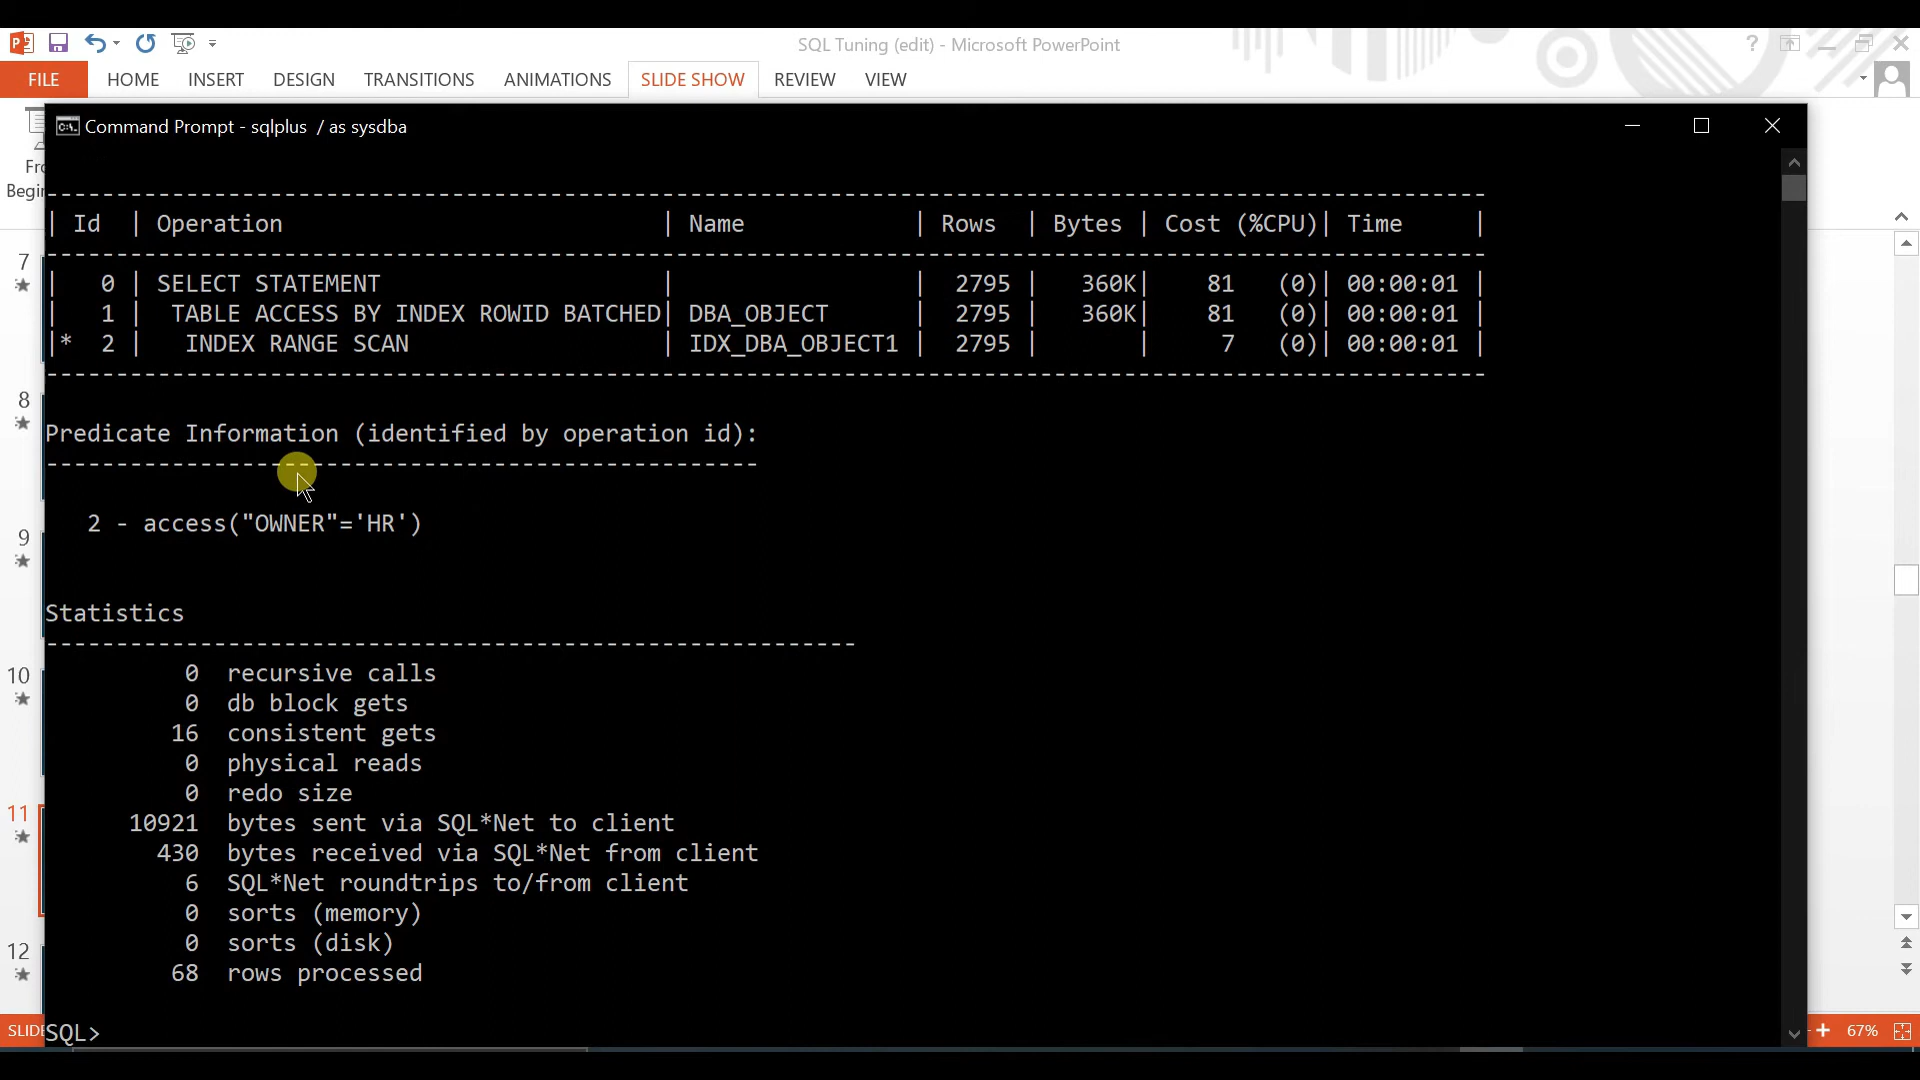 SQL Tuning (edit) - Microsoft PowerPoint
?
FILE HOME INSERT DESIGN TRANSITIONS ANIMATIONS SLIDE SHOW REVIEW VIEW
Command Prompt - sqlplus / as sysdba
| Id | Operation | Name | Rows | Bytes | Cost (%CPU)| Time |
| 0 | SELECT STATEMENT | | 2795 | 360K| 81 (0)| 00:00:01 |
| 1 | TABLE ACCESS BY INDEX ROWID BATCHED| DBA_OBJECT | 2795 | 360K| 81 (0)| 00:00:01 |
|* 2 | INDEX RANGE SCAN | IDX_DBA_OBJECT1 | 2795 | | 7 (0)| 00:00:01 |
Predicate Information (identified by operation id):
2 - access("OWNER"='HR')
Statistics
0 recursive calls
0 db block gets
16 consistent gets
0 physical reads
0 redo size
10921 bytes sent via SQL*Net to client
430 bytes received via SQL*Net from client
6 SQL*Net roundtrips to/from client
0 sorts (memory)
0 sorts (disk)
68 rows processed
SQL>
7
8
9
10
11
12
67%